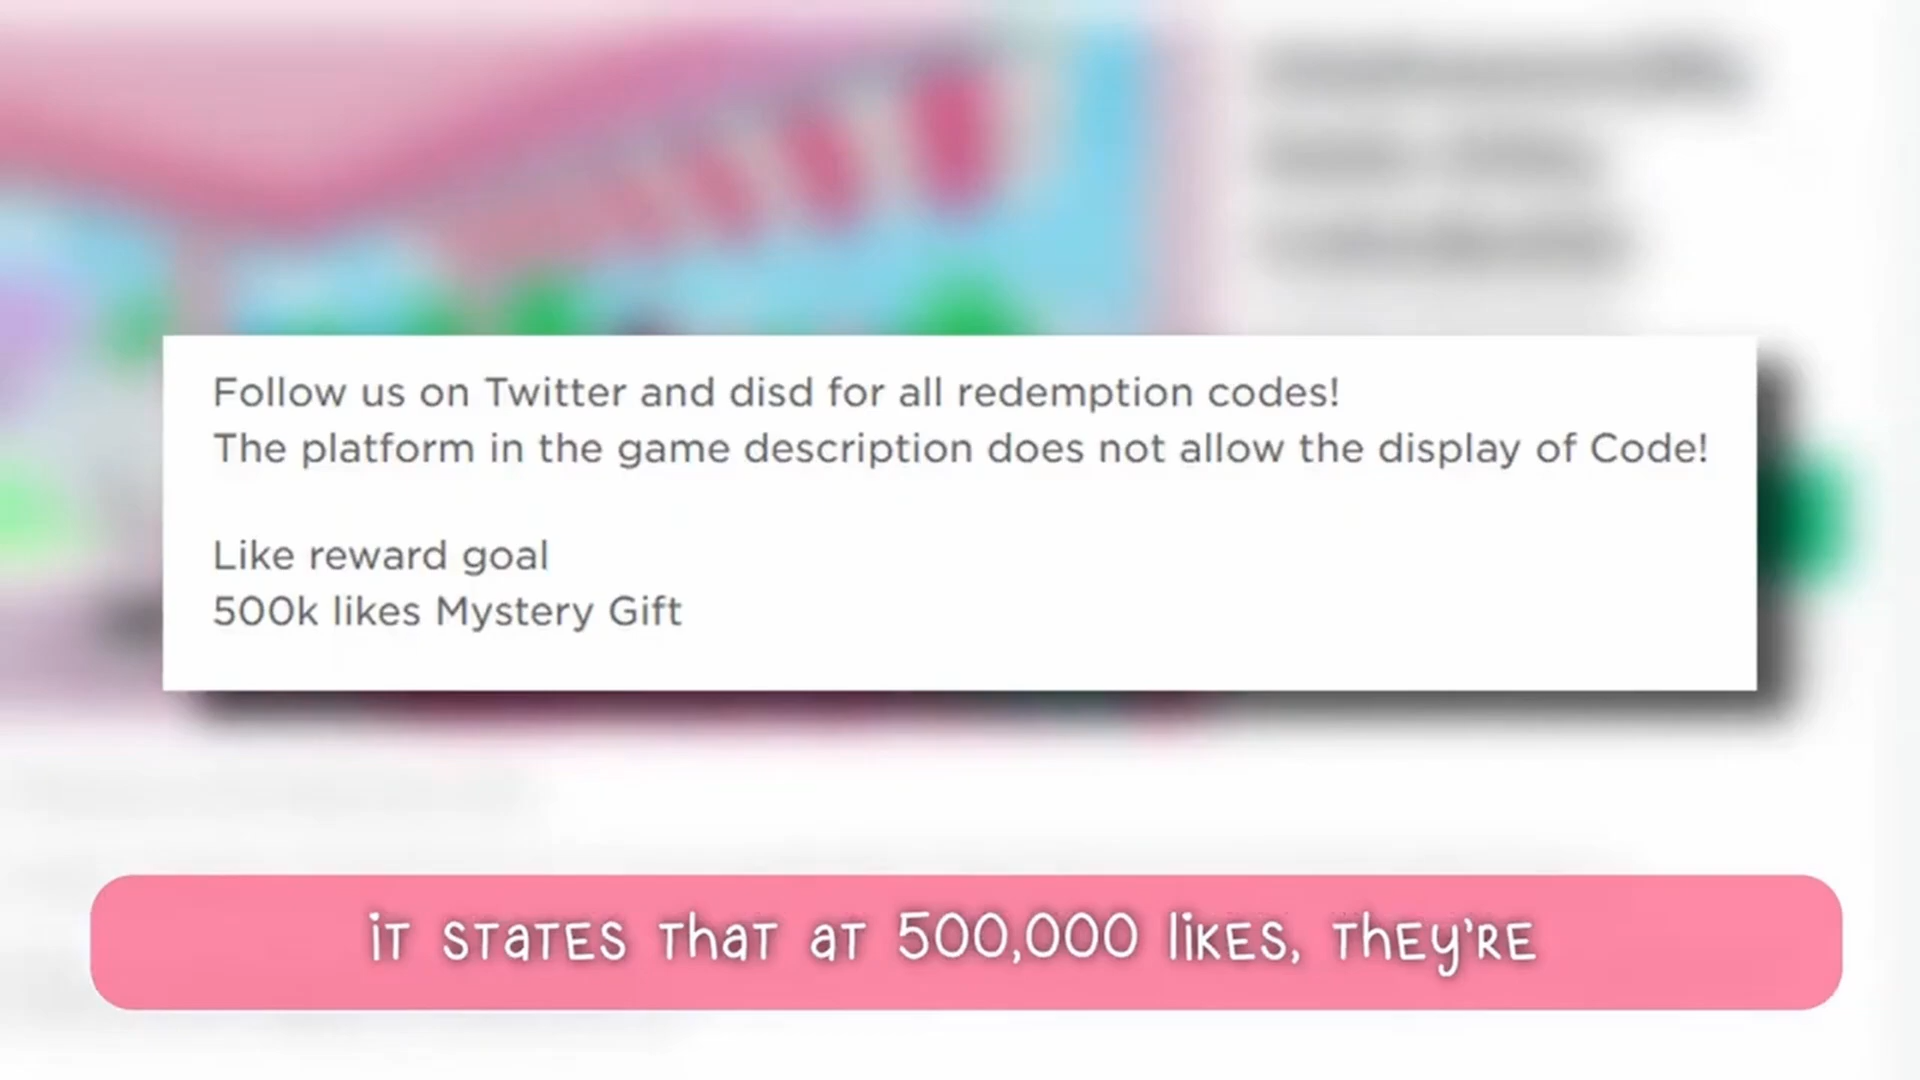 Follow us on Twitter and disd for all redemption codes!
The platform in the game description does not allow the display of Code!
Like reward goal
500k likes Mystery Gift
iT STaTES ThaT aT 500,000 liKES, ThEy'RE